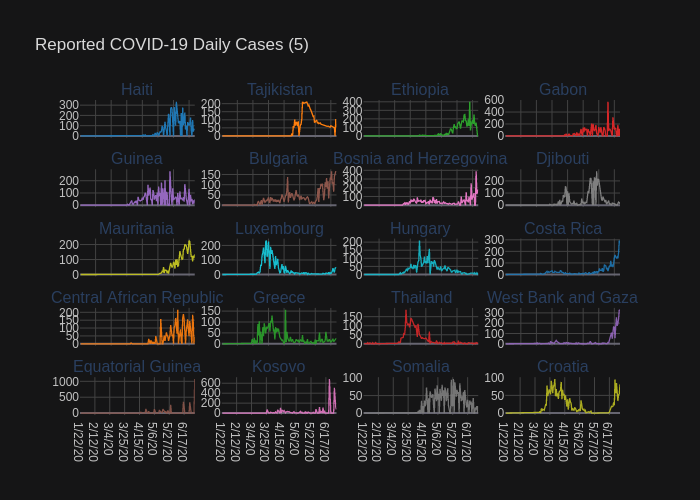 Reported COVID-19 Daily Cases (5)
Haiti Tajikistan Ethiopia Gabon
300 200 100 0
200 150 100 50 0
400 300 200 100 0
600 400 200 0
Guinea Bulgaria Bosnia and Herzegovina Djibouti
200 100 0
150 100 50 0
400 300 200 100 0
200 100 0
Mauritania Luxembourg Hungary Costa Rica
200 100 0
200 100 0
200 150 100 50 0
300 200 100 0
Central African Republic Greece Thailand West Bank and Gaza
200 150 100 50 0
150 100 50 0
150 100 50 0
300 200 100 0
Equatorial Guinea Kosovo Somalia Croatia
1000 500 0
600 400 200 0
100 50 0
100 50 0
1/22/20 2/12/20 3/4/20 3/25/20 4/15/20 5/6/20 5/27/20 6/17/20
1/22/20 2/12/20 3/4/20 3/25/20 4/15/20 5/6/20 5/27/20 6/17/20
1/22/20 2/12/20 3/4/20 3/25/20 4/15/20 5/6/20 5/27/20 6/17/20
1/22/20 2/12/20 3/4/20 3/25/20 4/15/20 5/6/20 5/27/20 6/17/20